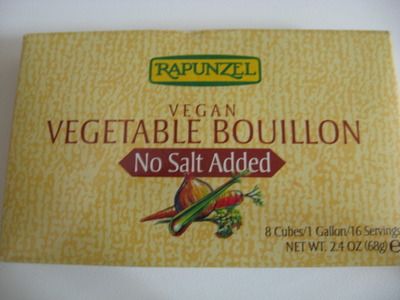 RAPUNZEL
VEGAN
VEGETABLE BOUILLON
No Salt Added
8 Cubes/1 Gallon/16 Servings
NET WT. 2.4 OZ (68g) e